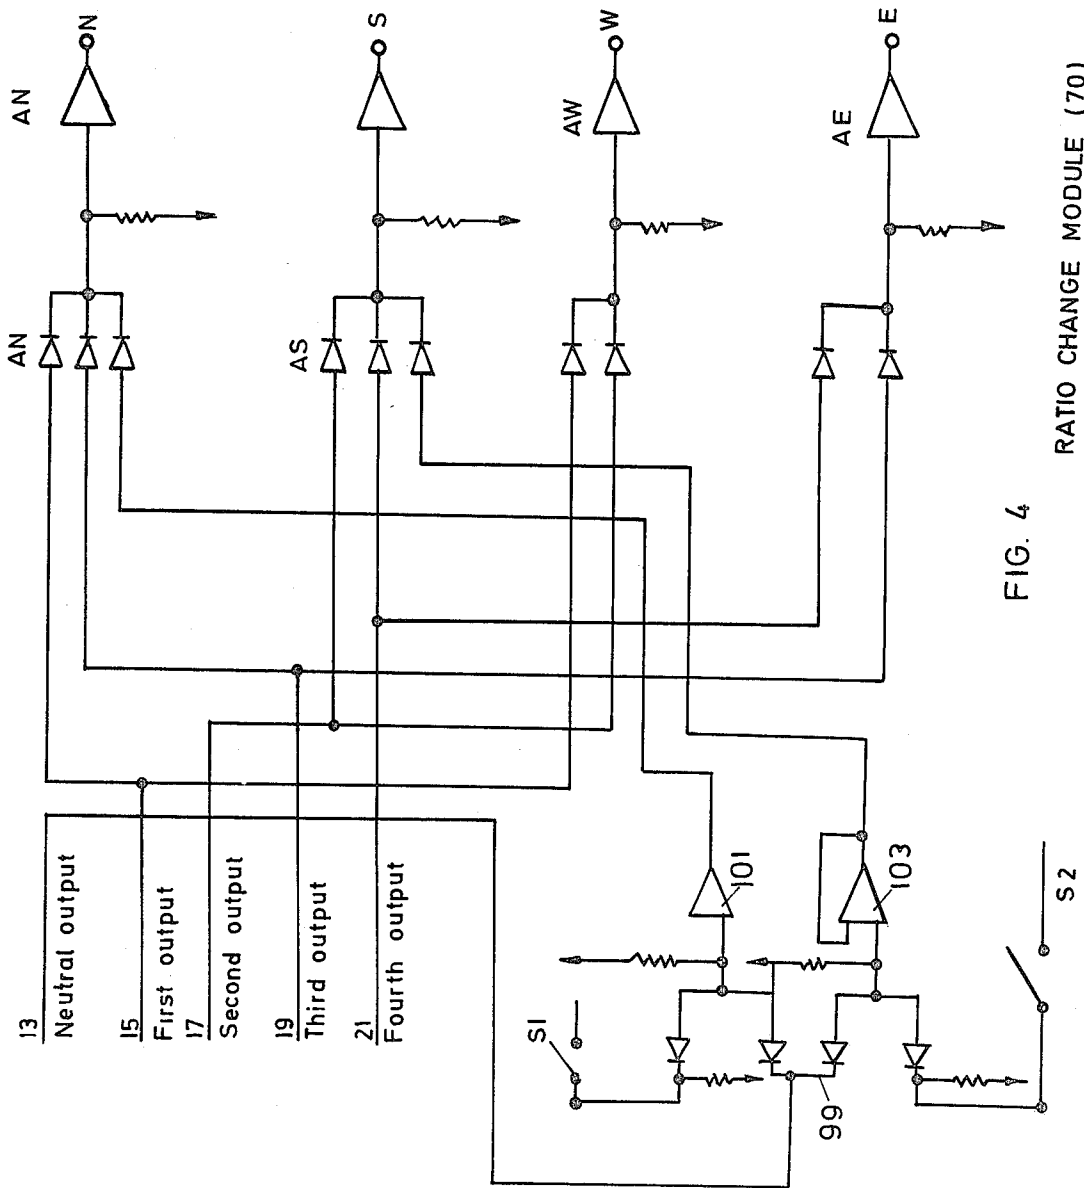 AN
N
S
AW
W
AE
E
AN
AS
13
Neutral output
15
First output
17
Second output
19
Third output
21
Fourth output
101
103
S1
99
S2
FIG. 4
RATIO CHANGE MODULE (70)